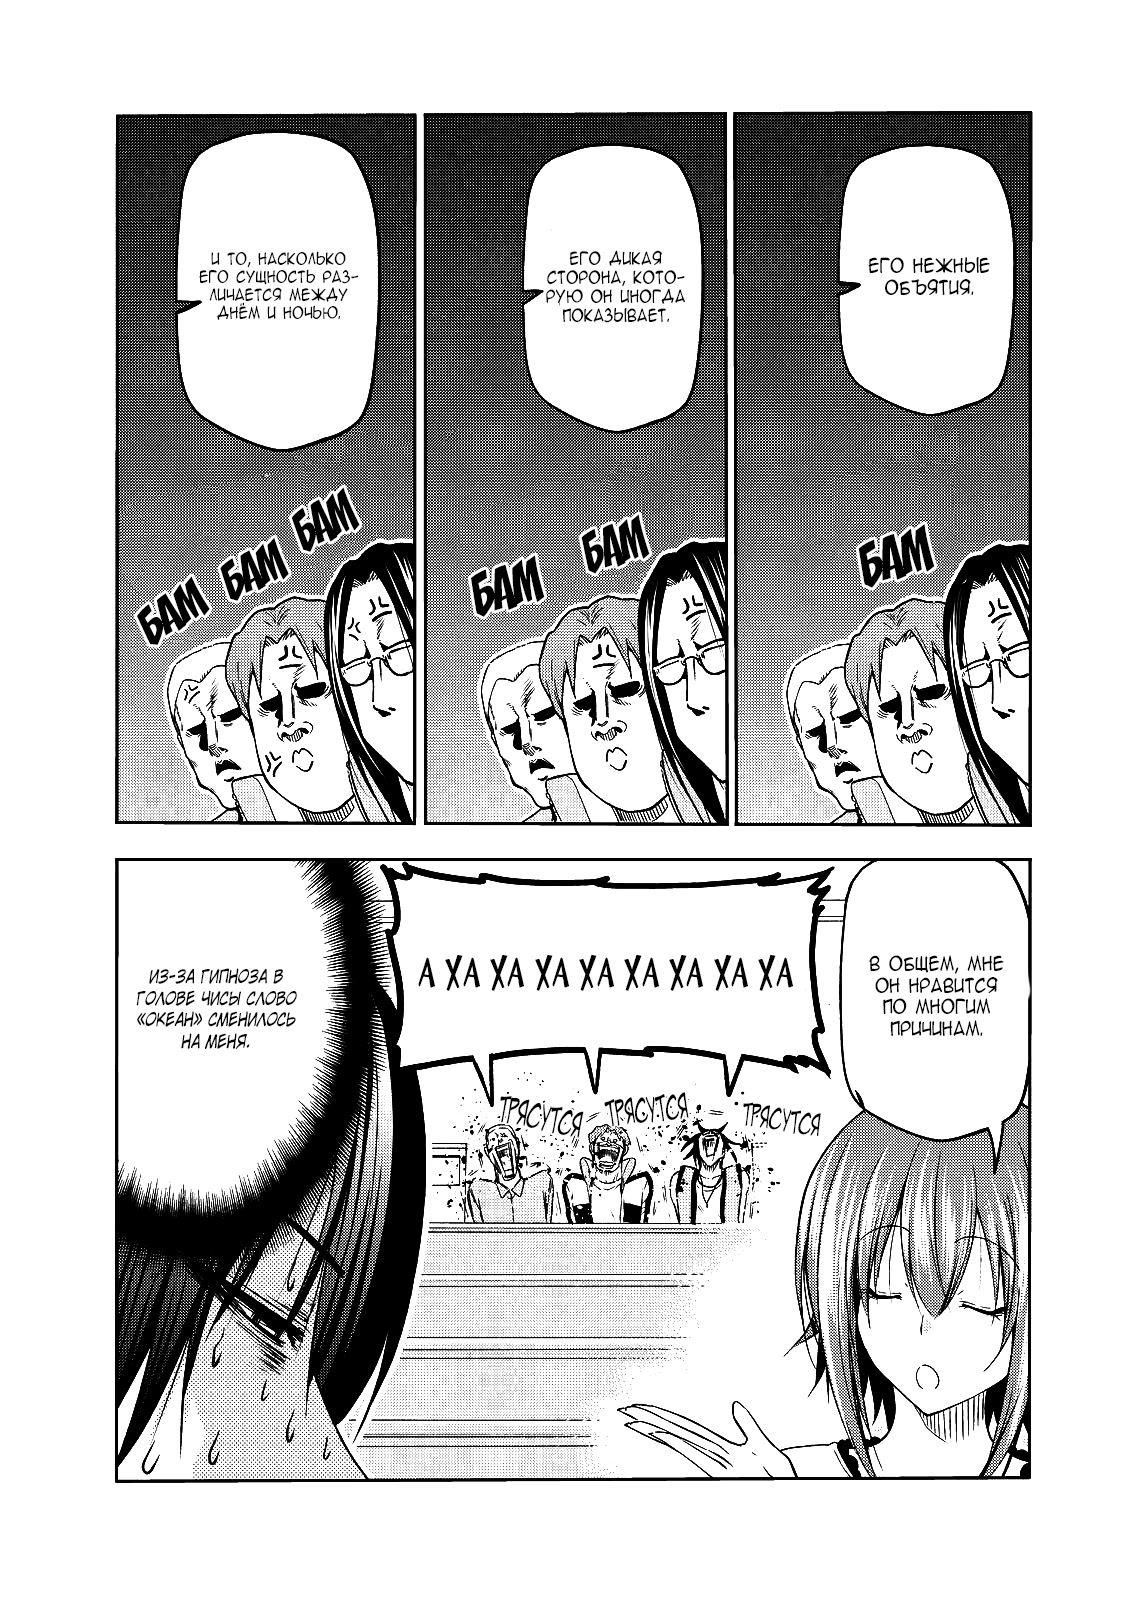 ЕГО НЕЖНЫЕ
ОБЪЯТИЯ.
БАМ
ЕГО ДИКАЯ
СТОРОНА, КОТО-
РУЮ ОН ИНОГДА
ПОКАЗЫВАЕТ.
БАМ
БАМ
И ТО, НАСКОЛЬКО
ЕГО СУЩНОСТЬ РАЗ-
ЛИЧАЕТСЯ МЕЖДУ
ДНЁМ И НОЧЬЮ.
БАМ
БАМ
БАМ
В ОБЩЕМ, МНЕ
ОН НРАВИТСЯ
ПО МНОГИМ
ПРИЧИНАМ.
А ХА ХА ХА ХА ХА ХА ХА ХА
ТРЯСУТСЯ
ТРЯСУТСЯ
ТРЯСУТСЯ
ИЗ-ЗА ГИПНОЗА В
ГОЛОВЕ ЧИСЫ СЛОВО
«ОКЕАН» СМЕНИЛОСЬ
НА МЕНЯ.